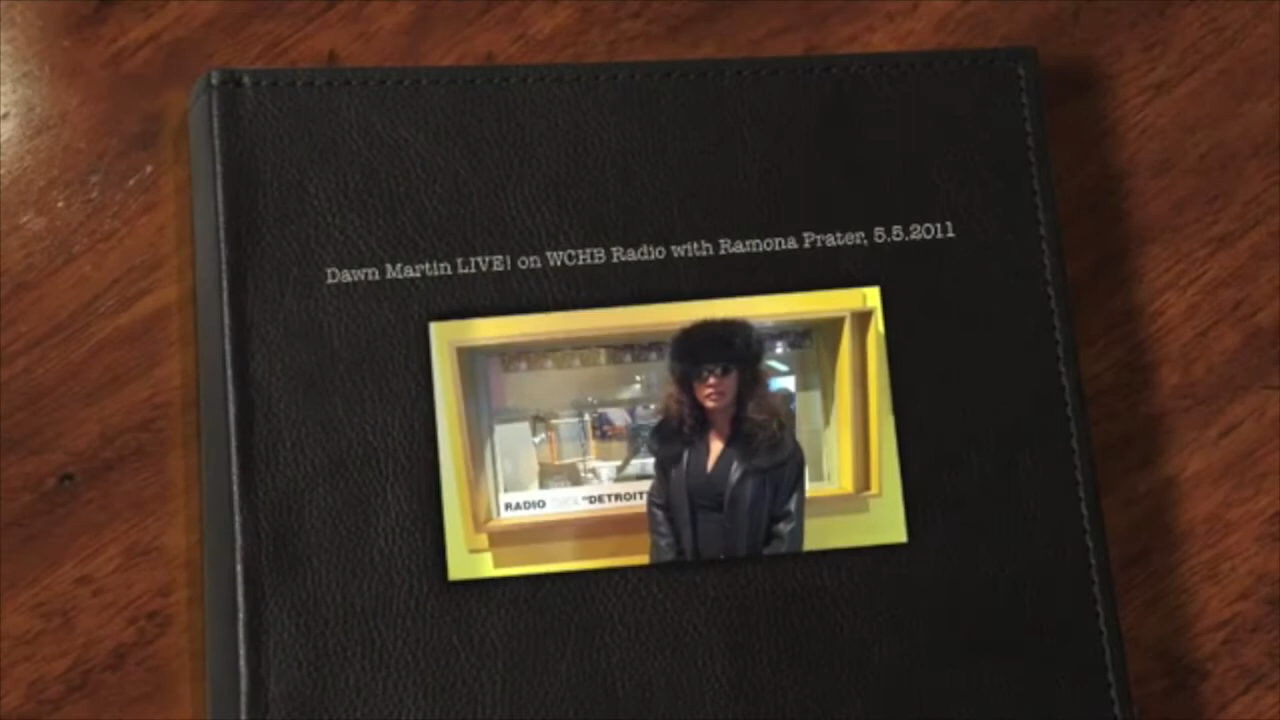 Dawn Martin LIVE! on WCHB Radio with Ramona Prater, 5.5.2011
RADIO "DETROIT"